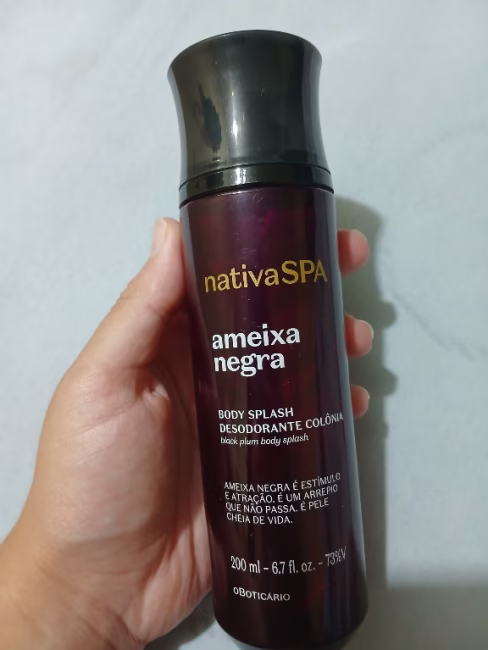 nativaSPA
ameixa
negra
BODY SPLASH
DESODORANTE COLÔNIA
black plum body splash
AMEIXA NEGRA É ESTÍMULO
E ATRAÇÃO. É UM ARREPIO
QUE NÃO PASSA. É PELE
CHEIA DE VIDA.
200 ml - 6.7 fl. oz. - 73%V
oBoticário